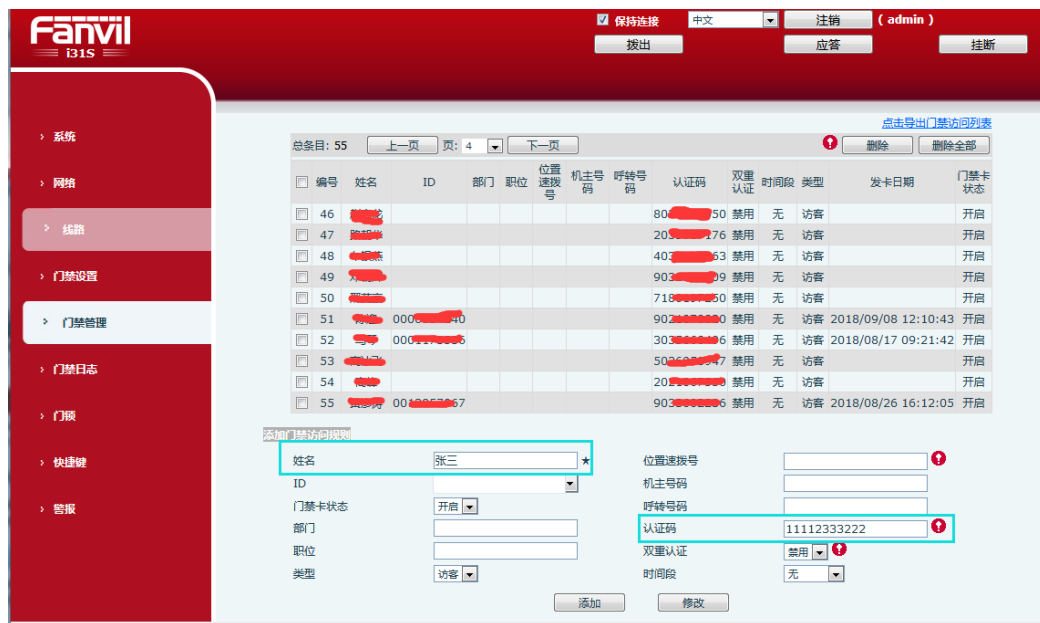 Fanvil
i31S
保持连接 中文 注销 ( admin )
拨出 应答 挂断
系统
网络
线路
门禁设置
门禁管理
门禁日志
门锁
快捷键
警报
点击导出门禁访问列表
总条目: 55 上一页 页: 4 下一页 删除 删除全部
编号 姓名 ID 部门 职位 位置速拨号 机主号码 呼转号码 认证码 双重认证 时间段 类型 发卡日期 门禁卡状态
46 禁用 无 访客 开启
47 禁用 无 访客 开启
48 禁用 无 访客 开启
49 禁用 无 访客 开启
50 禁用 无 访客 开启
51 禁用 无 访客 2018/09/08 12:10:43 开启
52 禁用 无 访客 2018/08/17 09:21:42 开启
53 禁用 无 访客 开启
54 禁用 无 访客 开启
55 禁用 无 访客 2018/08/26 16:12:05 开启
添加门禁访问规则
姓名 张三 ★ 位置速拨号
ID 机主号码
门禁卡状态 开启 呼转号码
部门 认证码 11112333222
职位 双重认证 禁用
类型 访客 时间段 无
添加 修改